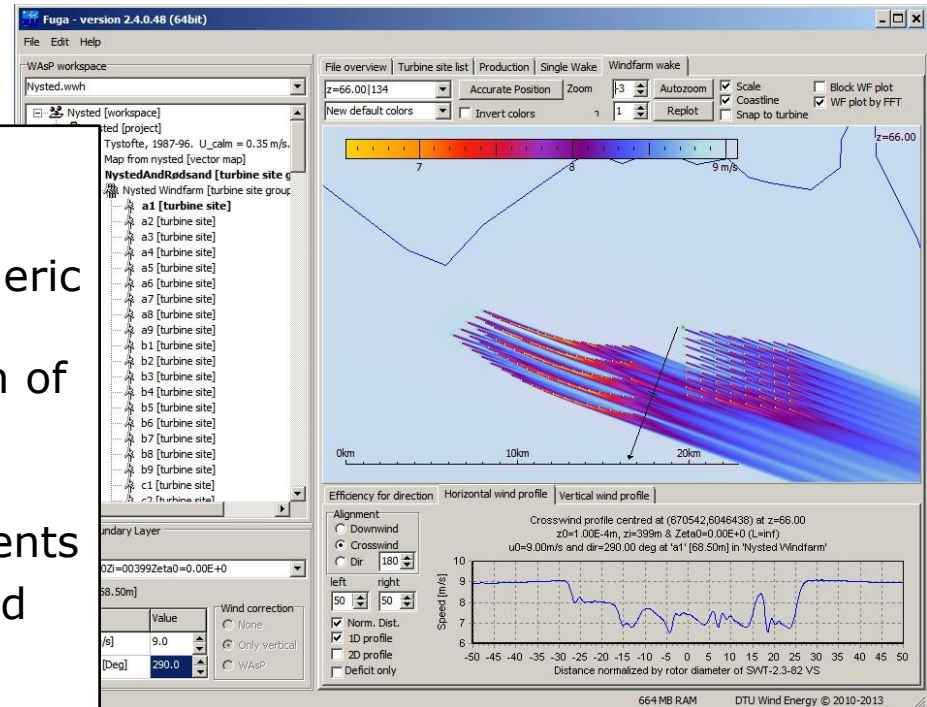 Fuga - version 2.4.0.48 (64bit)
File Edit Help
WAsP workspace
Nysted.wwh
Nysted [workspace]
sted [project]
Tystofte, 1987-96. U_calm = 0.35 m/s.
Map from nysted [vector map]
NystedAndRødsand [turbine site g
Nysted Windfarm [turbine site group
a1 [turbine site]
a2 [turbine site]
a3 [turbine site]
a4 [turbine site]
a5 [turbine site]
a6 [turbine site]
a7 [turbine site]
a8 [turbine site]
a9 [turbine site]
b1 [turbine site]
b2 [turbine site]
b3 [turbine site]
b4 [turbine site]
b5 [turbine site]
b6 [turbine site]
b7 [turbine site]
b8 [turbine site]
b9 [turbine site]
c1 [turbine site]
c2 [turbine site]
eric
n of
ents
d
undary Layer
0Zi=00399Zeta0=0.00E+0
68.50m]
Value
/s] 9.0
[Deg] 290.0
Wind correction
None
Only vertical
WAsP
File overview Turbine site list Production Single Wake Windfarm wake
z=66.00|134 Accurate Position Zoom -3 Autozoom Scale Block WF plot
Coastline WF plot by FFT
New default colors Invert colors 1 Replot Snap to turbine
z=66.00
7 8 9 m/s
0km 10km 20km
Efficiency for direction Horizontal wind profile Vertical wind profile
Alignment
Downwind
Crosswind
Dir 180
left right
50 50
Norm. Dist.
1D profile
2D profile
Deficit only
Crosswind profile centred at (670542,6046438) at z=66.00
z0=1.00E-4m, zi=399m & Zeta0=0.00E+0 (L=inf)
u0=9.00m/s and dir=290.00 deg at 'a1' [68.50m] in 'Nysted Windfarm'
Speed [m/s]
10
9
8
7
6
-50 -45 -40 -35 -30 -25 -20 -15 -10 -5 0 5 10 15 20 25 30 35 40 45 50
Distance normalized by rotor diameter of SWT-2.3-82 VS
664 MB RAM DTU Wind Energy © 2010-2013